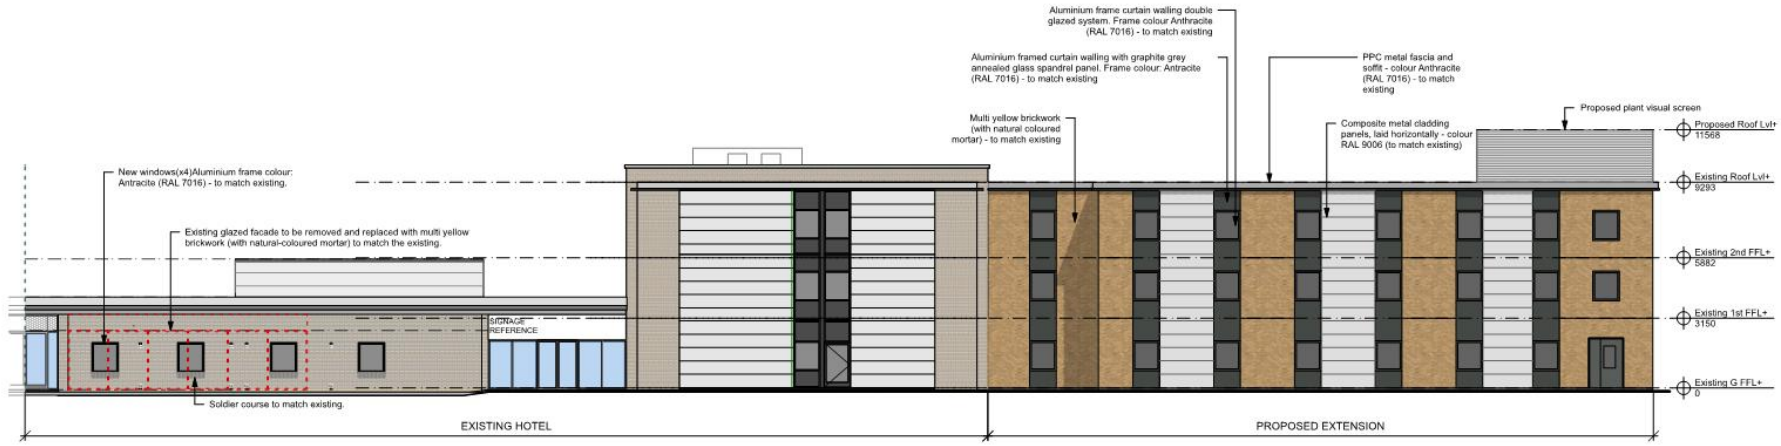 Aluminium frame curtain walling double
glazed system. Frame colour Anthracite
(RAL 7016) - to match existing
Aluminium framed curtain walling with graphite grey
annealed glass spandrel panel. Frame colour: Antracite
(RAL 7016) - to match existing
PPC metal fascia and
soffit - colour Anthracite
(RAL 7016) - to match
existing
Proposed plant visual screen
Multi yellow brickwork
(with natural coloured
mortar) - to match existing
Composite metal cladding
panels, laid horizontally - colour
RAL 9006 (to match existing)
Proposed Roof Lvl+
11568
New windows(x4)Aluminium frame colour:
Antracite (RAL 7016) - to match existing.
Existing Roof Lvl+
9293
Existing glazed facade to be removed and replaced with multi yellow
brickwork (with natural-coloured mortar) to match the existing.
Existing 2nd FFL+
5882
SIGNAGE
REFERENCE
Existing 1st FFL+
3150
Existing G FFL+
0
Soldier course to match existing.
EXISTING HOTEL
PROPOSED EXTENSION